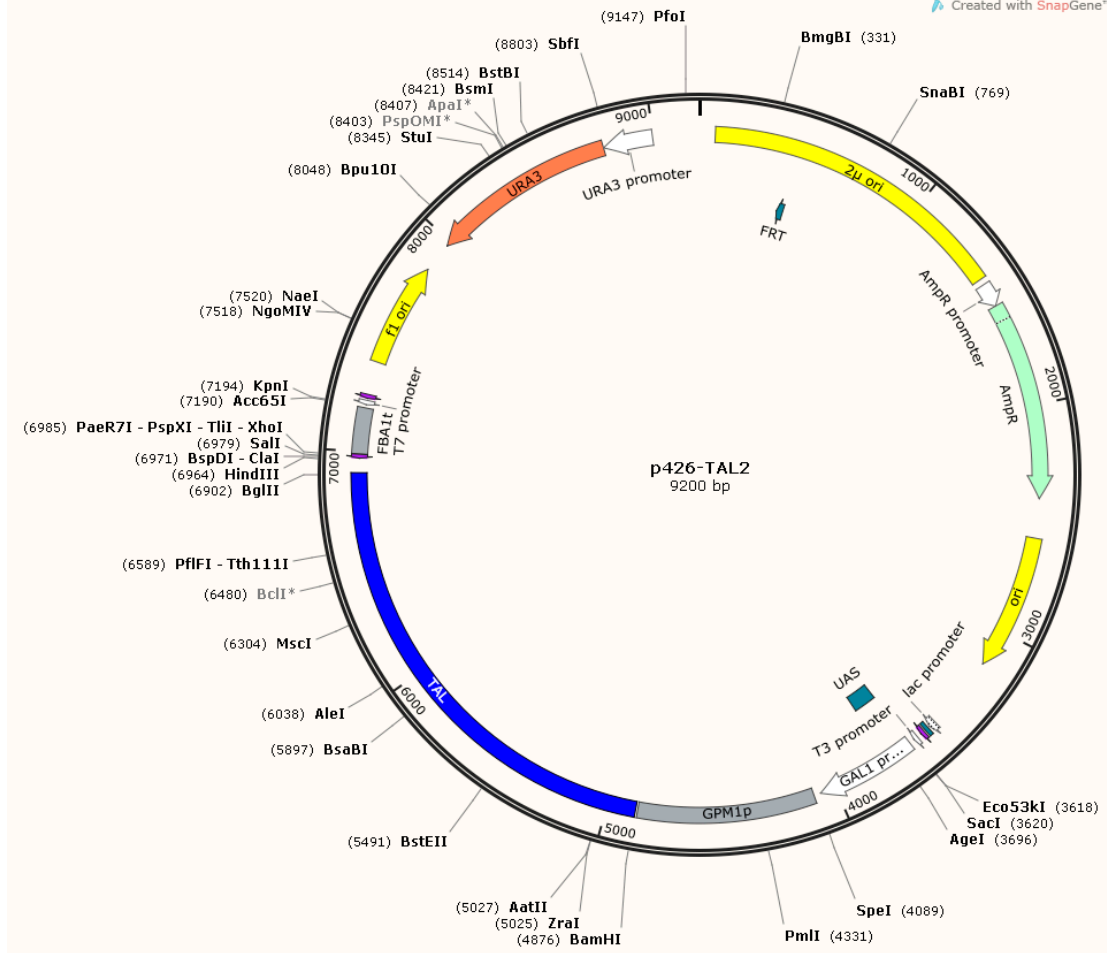 Created with SnapGene®
(9147) PfoI
BmgBI (331)
SnaBI (769)
(8803) SbfI
(8514) BstBI
(8421) BsmI
(8407) ApaI*
(8403) PspOMI*
(8345) StuI
(8048) Bpu10I
(7520) NaeI
(7518) NgoMIV
(7194) KpnI
(7190) Acc65I
(6985) PaeR7I - PspXI - TliI - XhoI
(6979) SalI
(6971) BspDI - ClaI
(6964) HindIII
(6902) BglII
(6589) PflFI - Tth111I
(6480) BclI*
(6304) MscI
(6038) AleI
(5897) BsaBI
(5491) BstEII
(5027) AatII
(5025) ZraI
(4876) BamHI
PmlI (4331)
SpeI (4089)
AgeI (3696)
SacI (3620)
Eco53kI (3618)
9000
1000
2000
3000
4000
5000
6000
7000
8000
URA3
URA3 promoter
2μ ori
FRT
AmpR promoter
AmpR
ori
lac promoter
UAS
T3 promoter
GAL1 pr...
GPM1p
TAL
FBA1t
T7 promoter
f1 ori
p426-TAL2
9200 bp